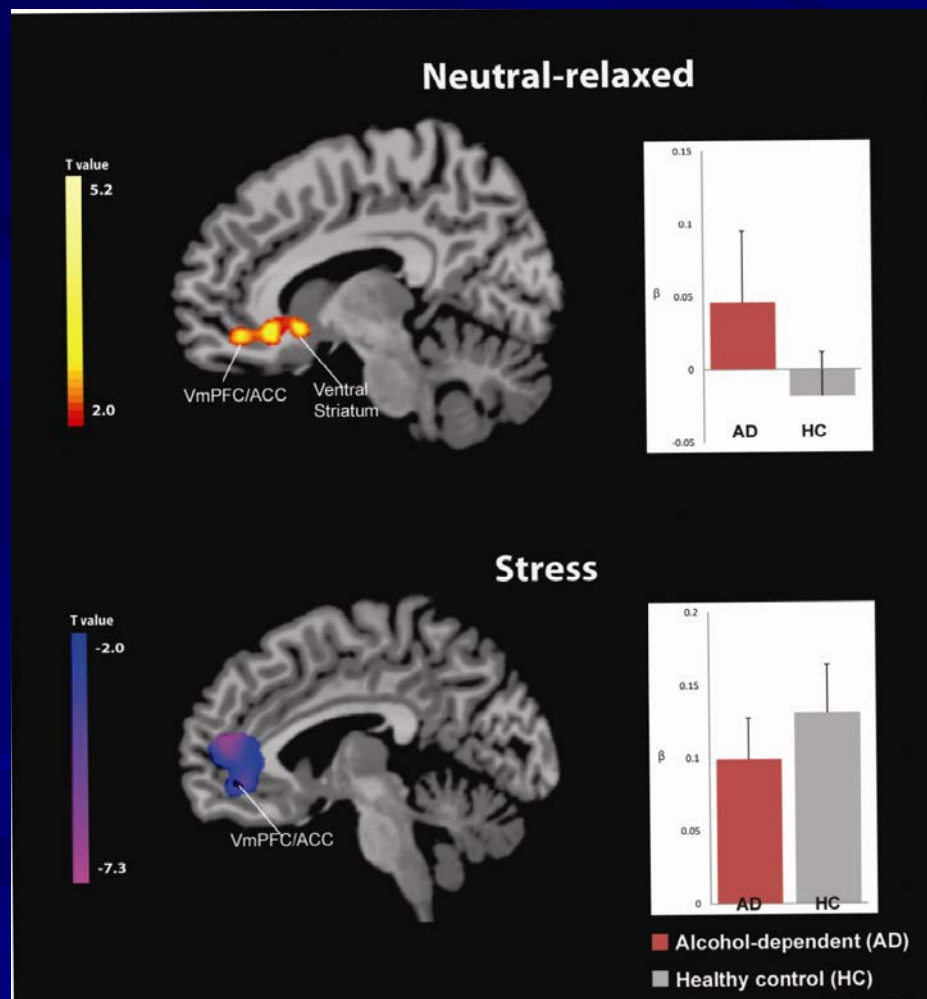 Neutral-relaxed
T value
5.2
2.0
VmPFC/ACC
Ventral
Striatum
0.15
0.1
0.05
0
-0.05
β
AD HC
Stress
T value
-2.0
-7.3
VmPFC/ACC
0.2
0.15
0.1
0.05
0
β
AD HC
Alcohol-dependent (AD)
Healthy control (HC)